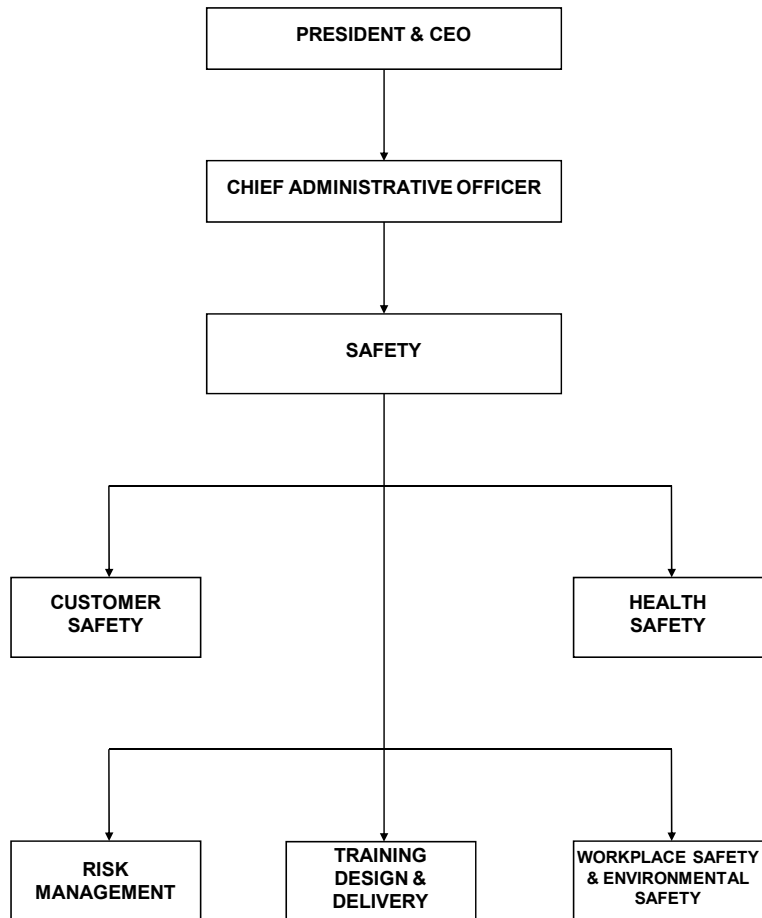 PRESIDENT & CEO
CHIEF ADMINISTRATIVE OFFICER
SAFETY
CUSTOMER
SAFETY
HEALTH
SAFETY
RISK
MANAGEMENT
TRAINING
DESIGN &
DELIVERY
WORKPLACE SAFETY
& ENVIRONMENTAL
SAFETY